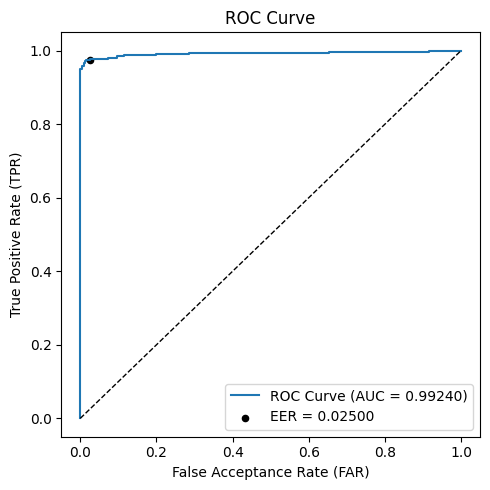 ROC Curve
True Positive Rate (TPR)
1.0
0.8
0.6
0.4
0.2
0.0
ROC Curve (AUC = 0.99240)
EER = 0.02500
0.0 0.2 0.4 0.6 0.8 1.0
False Acceptance Rate (FAR)